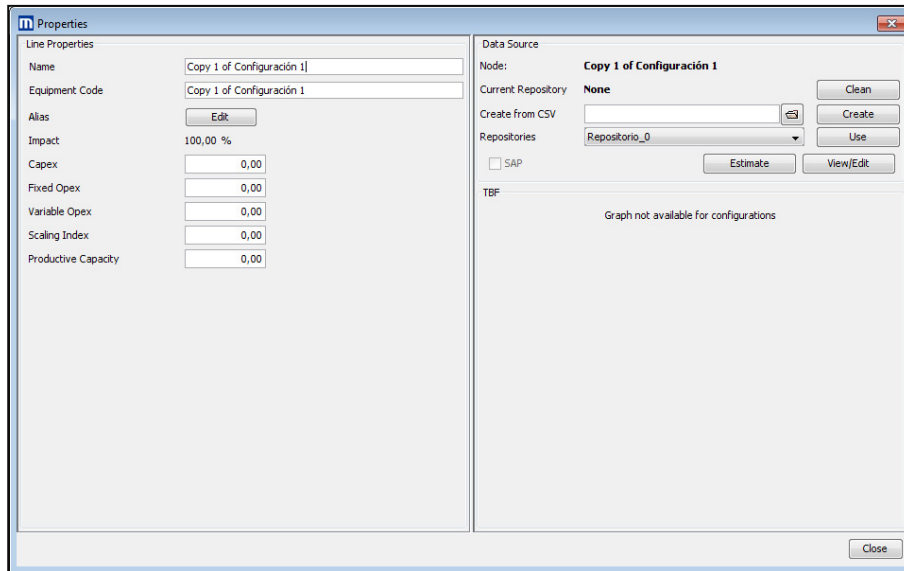 Properties
Line Properties
Name Copy 1 of Configuración 1
Equipment Code Copy 1 of Configuración 1
Alias Edit
Impact 100,00 %
Capex 0,00
Fixed Opex 0,00
Variable Opex 0,00
Scaling Index 0,00
Productive Capacity 0,00
Data Source
Node: Copy 1 of Configuración 1
Current Repository None Clean
Create from CSV Create
Repositories Repositorio_0 Use
SAP Estimate View/Edit
TBF
Graph not available for configurations
Close